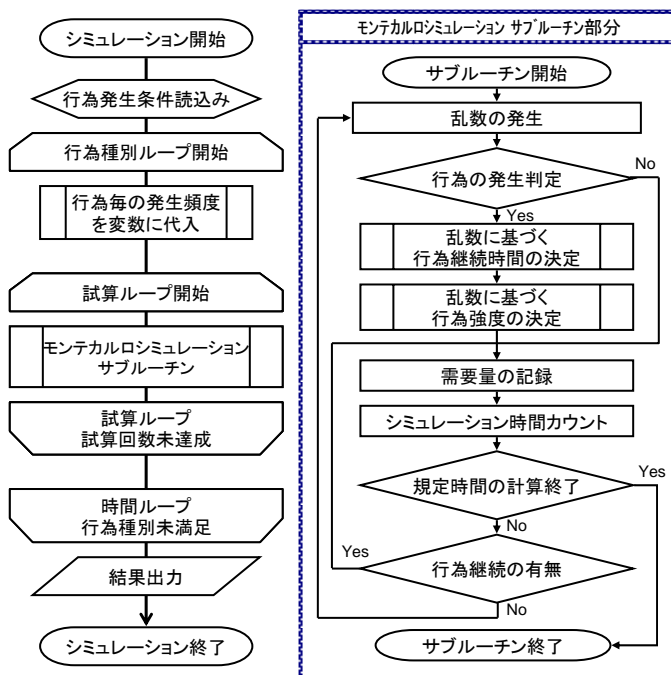 シミュレーション開始
行為発生条件読込み
行為種別ループ開始
行為毎の発生頻度
を変数に代入
試算ループ開始
モンテカルロシミュレーション
サブルーチン
試算ループ
試算回数未達成
時間ループ
行為種別未満足
結果出力
シミュレーション終了
モンテカルロシミュレーション サブルーチン部分
サブルーチン開始
乱数の発生
行為の発生判定
No
Yes
乱数に基づく
行為継続時間の決定
乱数に基づく
行為強度の決定
需要量の記録
シミュレーション時間カウント
規定時間の計算終了
Yes
No
行為継続の有無
Yes
No
サブルーチン終了